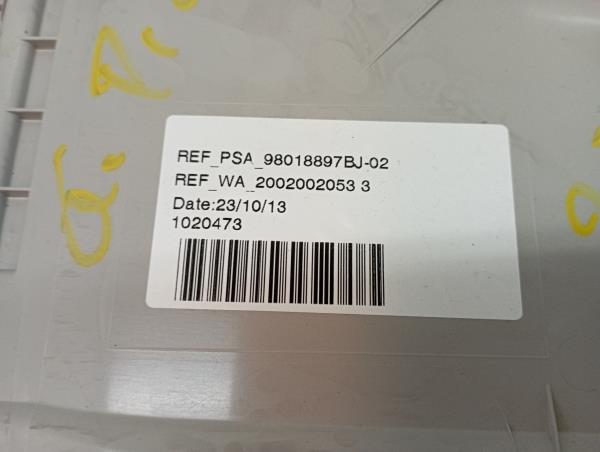 REF_PSA_98018897BJ-02
REF_WA_2002002053 3
Date:23/10/13
1020473